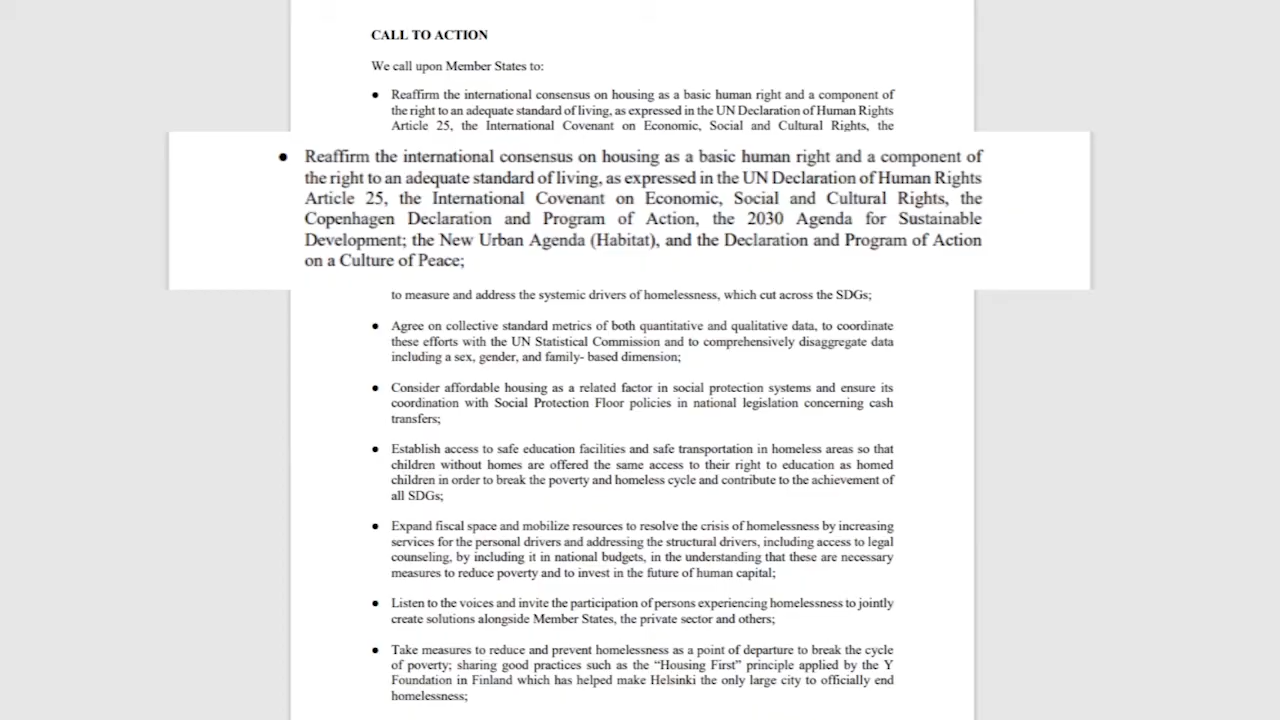 CALL TO ACTION
We call upon Member States to:
• Reaffirm the international consensus on housing as a basic human right and a component of
the right to an adequate standard of living, as expressed in the UN Declaration of Human Rights
Article 25, the International Covenant on Economic, Social and Cultural Rights, the
• Reaffirm the international consensus on housing as a basic human right and a component of
the right to an adequate standard of living, as expressed in the UN Declaration of Human Rights
Article 25, the International Covenant on Economic, Social and Cultural Rights, the
Copenhagen Declaration and Program of Action, the 2030 Agenda for Sustainable
Development; the New Urban Agenda (Habitat), and the Declaration and Program of Action
on a Culture of Peace;
to measure and address the systemic drivers of homelessness, which cut across the SDGs;
• Agree on collective standard metrics of both quantitative and qualitative data, to coordinate
these efforts with the UN Statistical Commission and to comprehensively disaggregate data
including a sex, gender, and family- based dimension;
• Consider affordable housing as a related factor in social protection systems and ensure its
coordination with Social Protection Floor policies in national legislation concerning cash
transfers;
• Establish access to safe education facilities and safe transportation in homeless areas so that
children without homes are offered the same access to their right to education as homed
children in order to break the poverty and homeless cycle and contribute to the achievement of
all SDGs;
• Expand fiscal space and mobilize resources to resolve the crisis of homelessness by increasing
services for the personal drivers and addressing the structural drivers, including access to legal
counseling, by including it in national budgets, in the understanding that these are necessary
measures to reduce poverty and to invest in the future of human capital;
• Listen to the voices and invite the participation of persons experiencing homelessness to jointly
create solutions alongside Member States, the private sector and others;
• Take measures to reduce and prevent homelessness as a point of departure to break the cycle
of poverty; sharing good practices such as the “Housing First” principle applied by the Y
Foundation in Finland which has helped make Helsinki the only large city to officially end
homelessness;